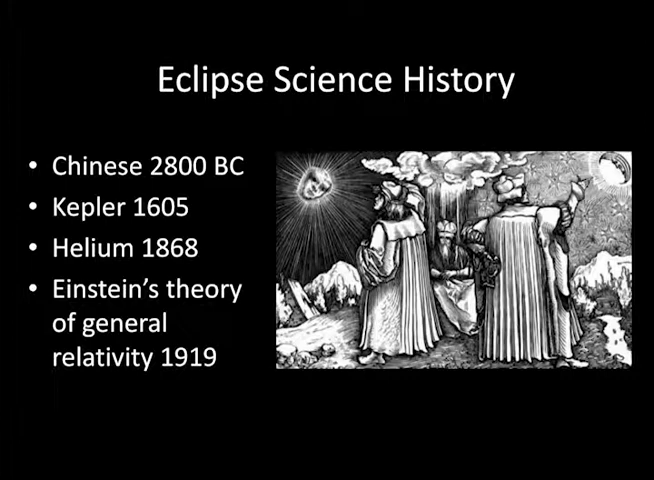 Eclipse Science History
• Chinese 2800 BC
• Kepler 1605
• Helium 1868
• Einstein’s theory
of general
relativity 1919